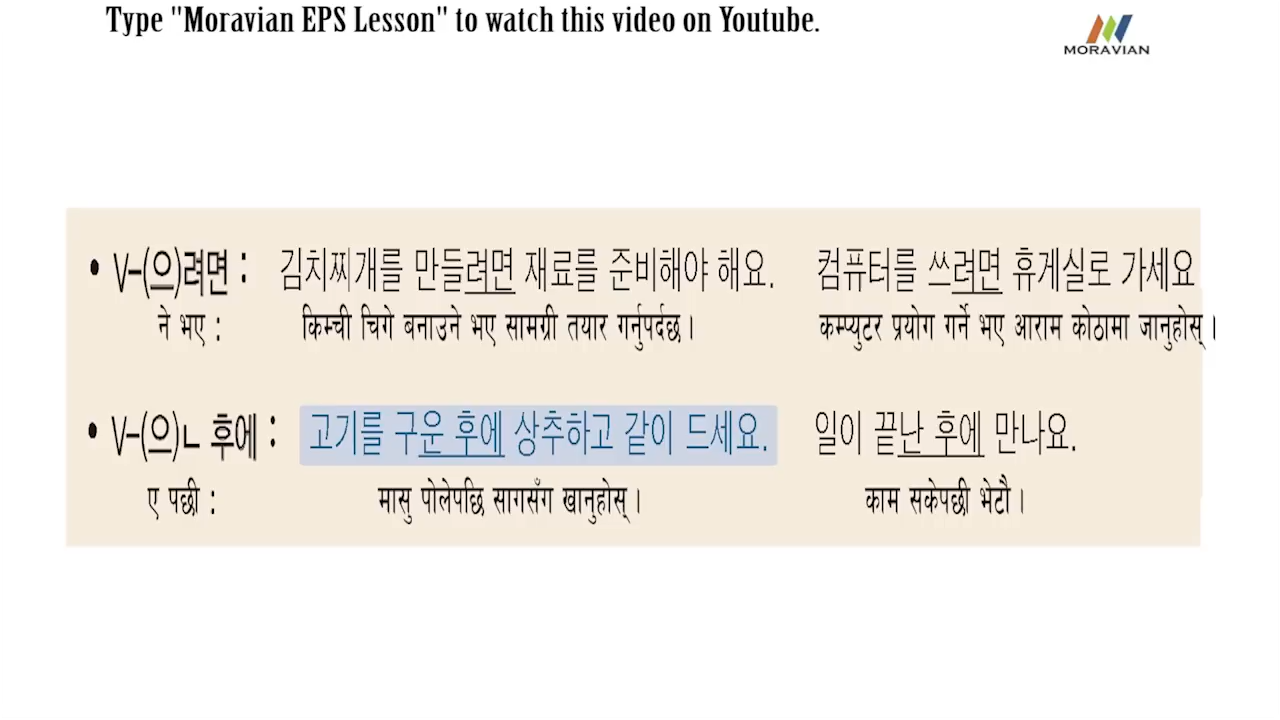 Type "Moravian EPS Lesson" to watch this video on Youtube.
MORAVIAN
• V-(으)려면 : 김치찌개를 만들려면 재료를 준비해야 해요. 컴퓨터를 쓰려면 휴게실로 가세요
ने भए : किम्ची चिगे बनाउने भए सामग्री तयार गर्नुपर्दछ। कम्प्युटर प्रयोग गर्ने भए आराम कोठामा जानुहोस्।
• V-(으)ㄴ 후에 : 고기를 구운 후에 상추하고 같이 드세요. 일이 끝난 후에 만나요.
ए पछी : मासु पोलेपछि सागसँग खानुहोस्। काम सकेपछी भेटौ।